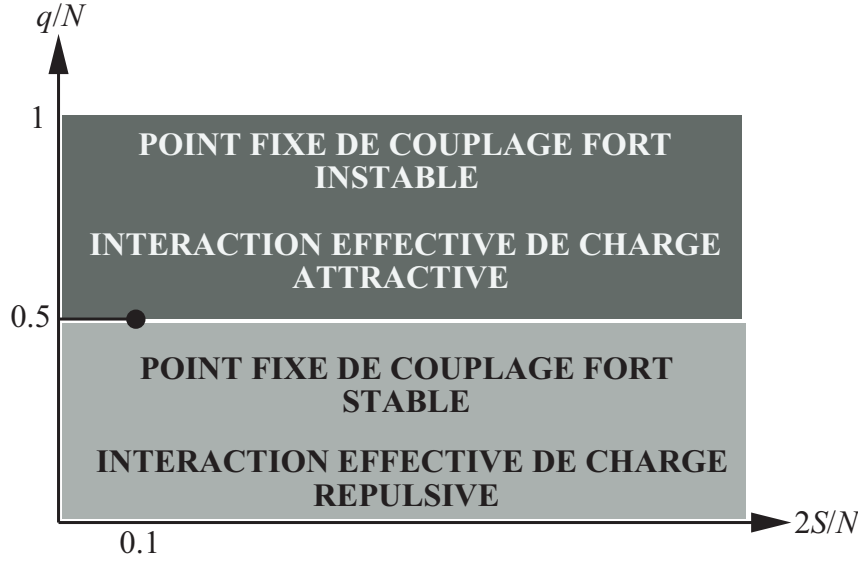 q/N
1
POINT FIXE DE COUPLAGE FORT
INSTABLE
INTERACTION EFFECTIVE DE CHARGE
ATTRACTIVE
0.5
POINT FIXE DE COUPLAGE FORT
STABLE
INTERACTION EFFECTIVE DE CHARGE
REPULSIVE
2S/N
0.1